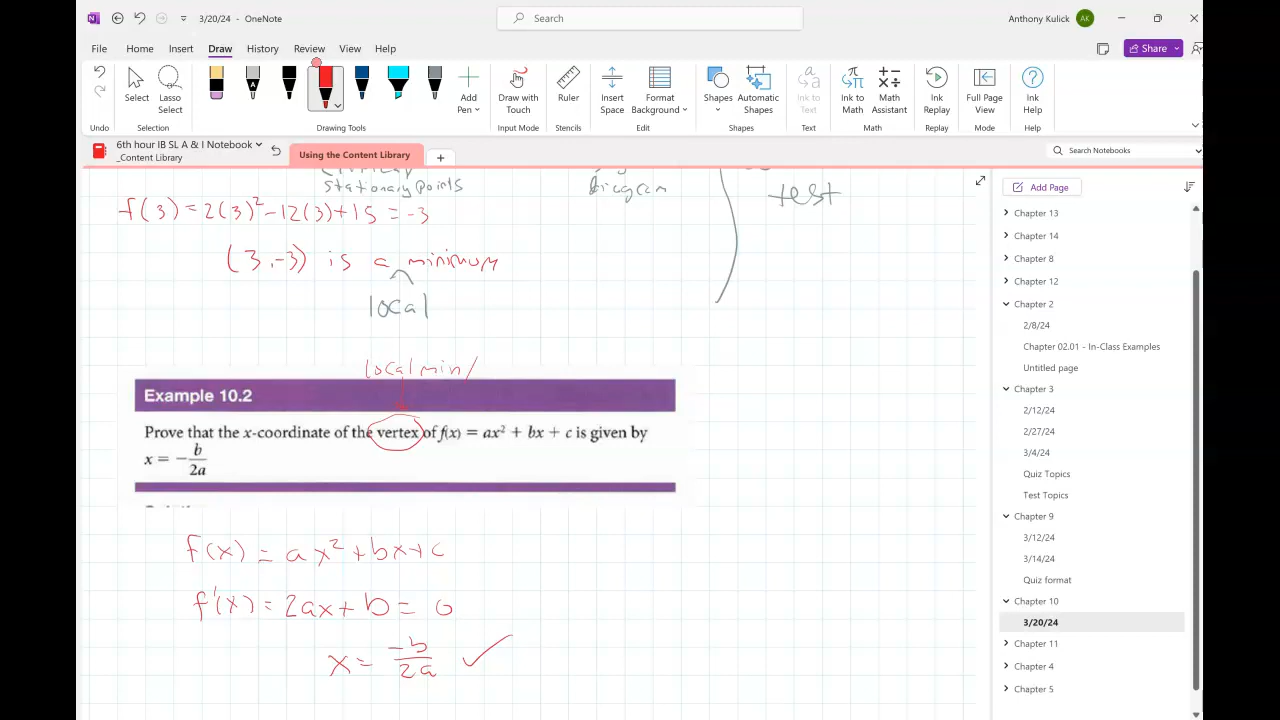 3/20/24 - OneNote
Search
Anthony Kulick
AK
File Home Insert Draw History Review View Help
Share
Select
Lasso Select
Add Pen
Draw with Touch
Ruler
Insert Space
Format Background
Shapes
Automatic Shapes
Ink to Text
Ink to Math
Math Assistant
Ink Replay
Full Page View
Ink Help
Undo Selection Drawing Tools Input Mode Stencils Edit Shapes Text Math Replay Mode Help
6th hour IB SL A & I Notebook
_Content Library
Using the Content Library
Search Notebooks
Add Page
Chapter 13
Chapter 14
Chapter 8
Chapter 12
Chapter 2
2/8/24
Chapter 02.01 - In-Class Examples
Untitled page
Chapter 3
2/12/24
2/27/24
3/4/24
Quiz Topics
Test Topics
Chapter 9
3/12/24
3/14/24
Quiz format
Chapter 10
3/20/24
Chapter 11
Chapter 4
Chapter 5
stationary points
Diagram
test
f(3) = 2(3)² - 12(3) + 15 = -3
(3, -3) is a minimum
local
local min/
Example 10.2
Prove that the x-coordinate of the vertex of f(x) = ax² + bx + c is given by
x = -b/2a
f(x) = ax² + bx + c
f'(x) = 2ax + b = 0
x = -b/2a ✓